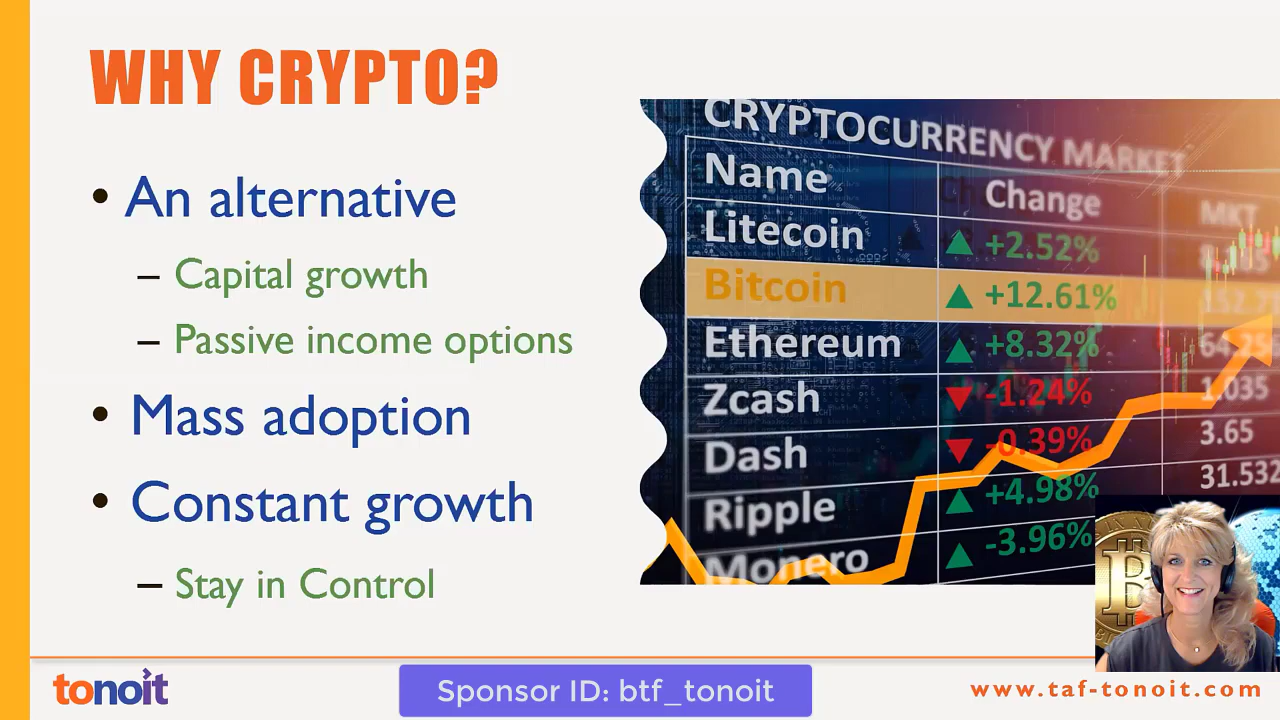 WHY CRYPTO?
• An alternative
– Capital growth
– Passive income options
• Mass adoption
• Constant growth
– Stay in Control
CRYPTOCURRENCY MARKET
Name Change MKT
Litecoin +2.52%
Bitcoin +12.61%
Ethereum +8.32%
Zcash -1.24% 1.035
Dash -0.39% 3.65
Ripple +4.98% 31.532
Monero -3.96%
tonoit
Sponsor ID: btf_tonoit
www.taf-tonoit.com